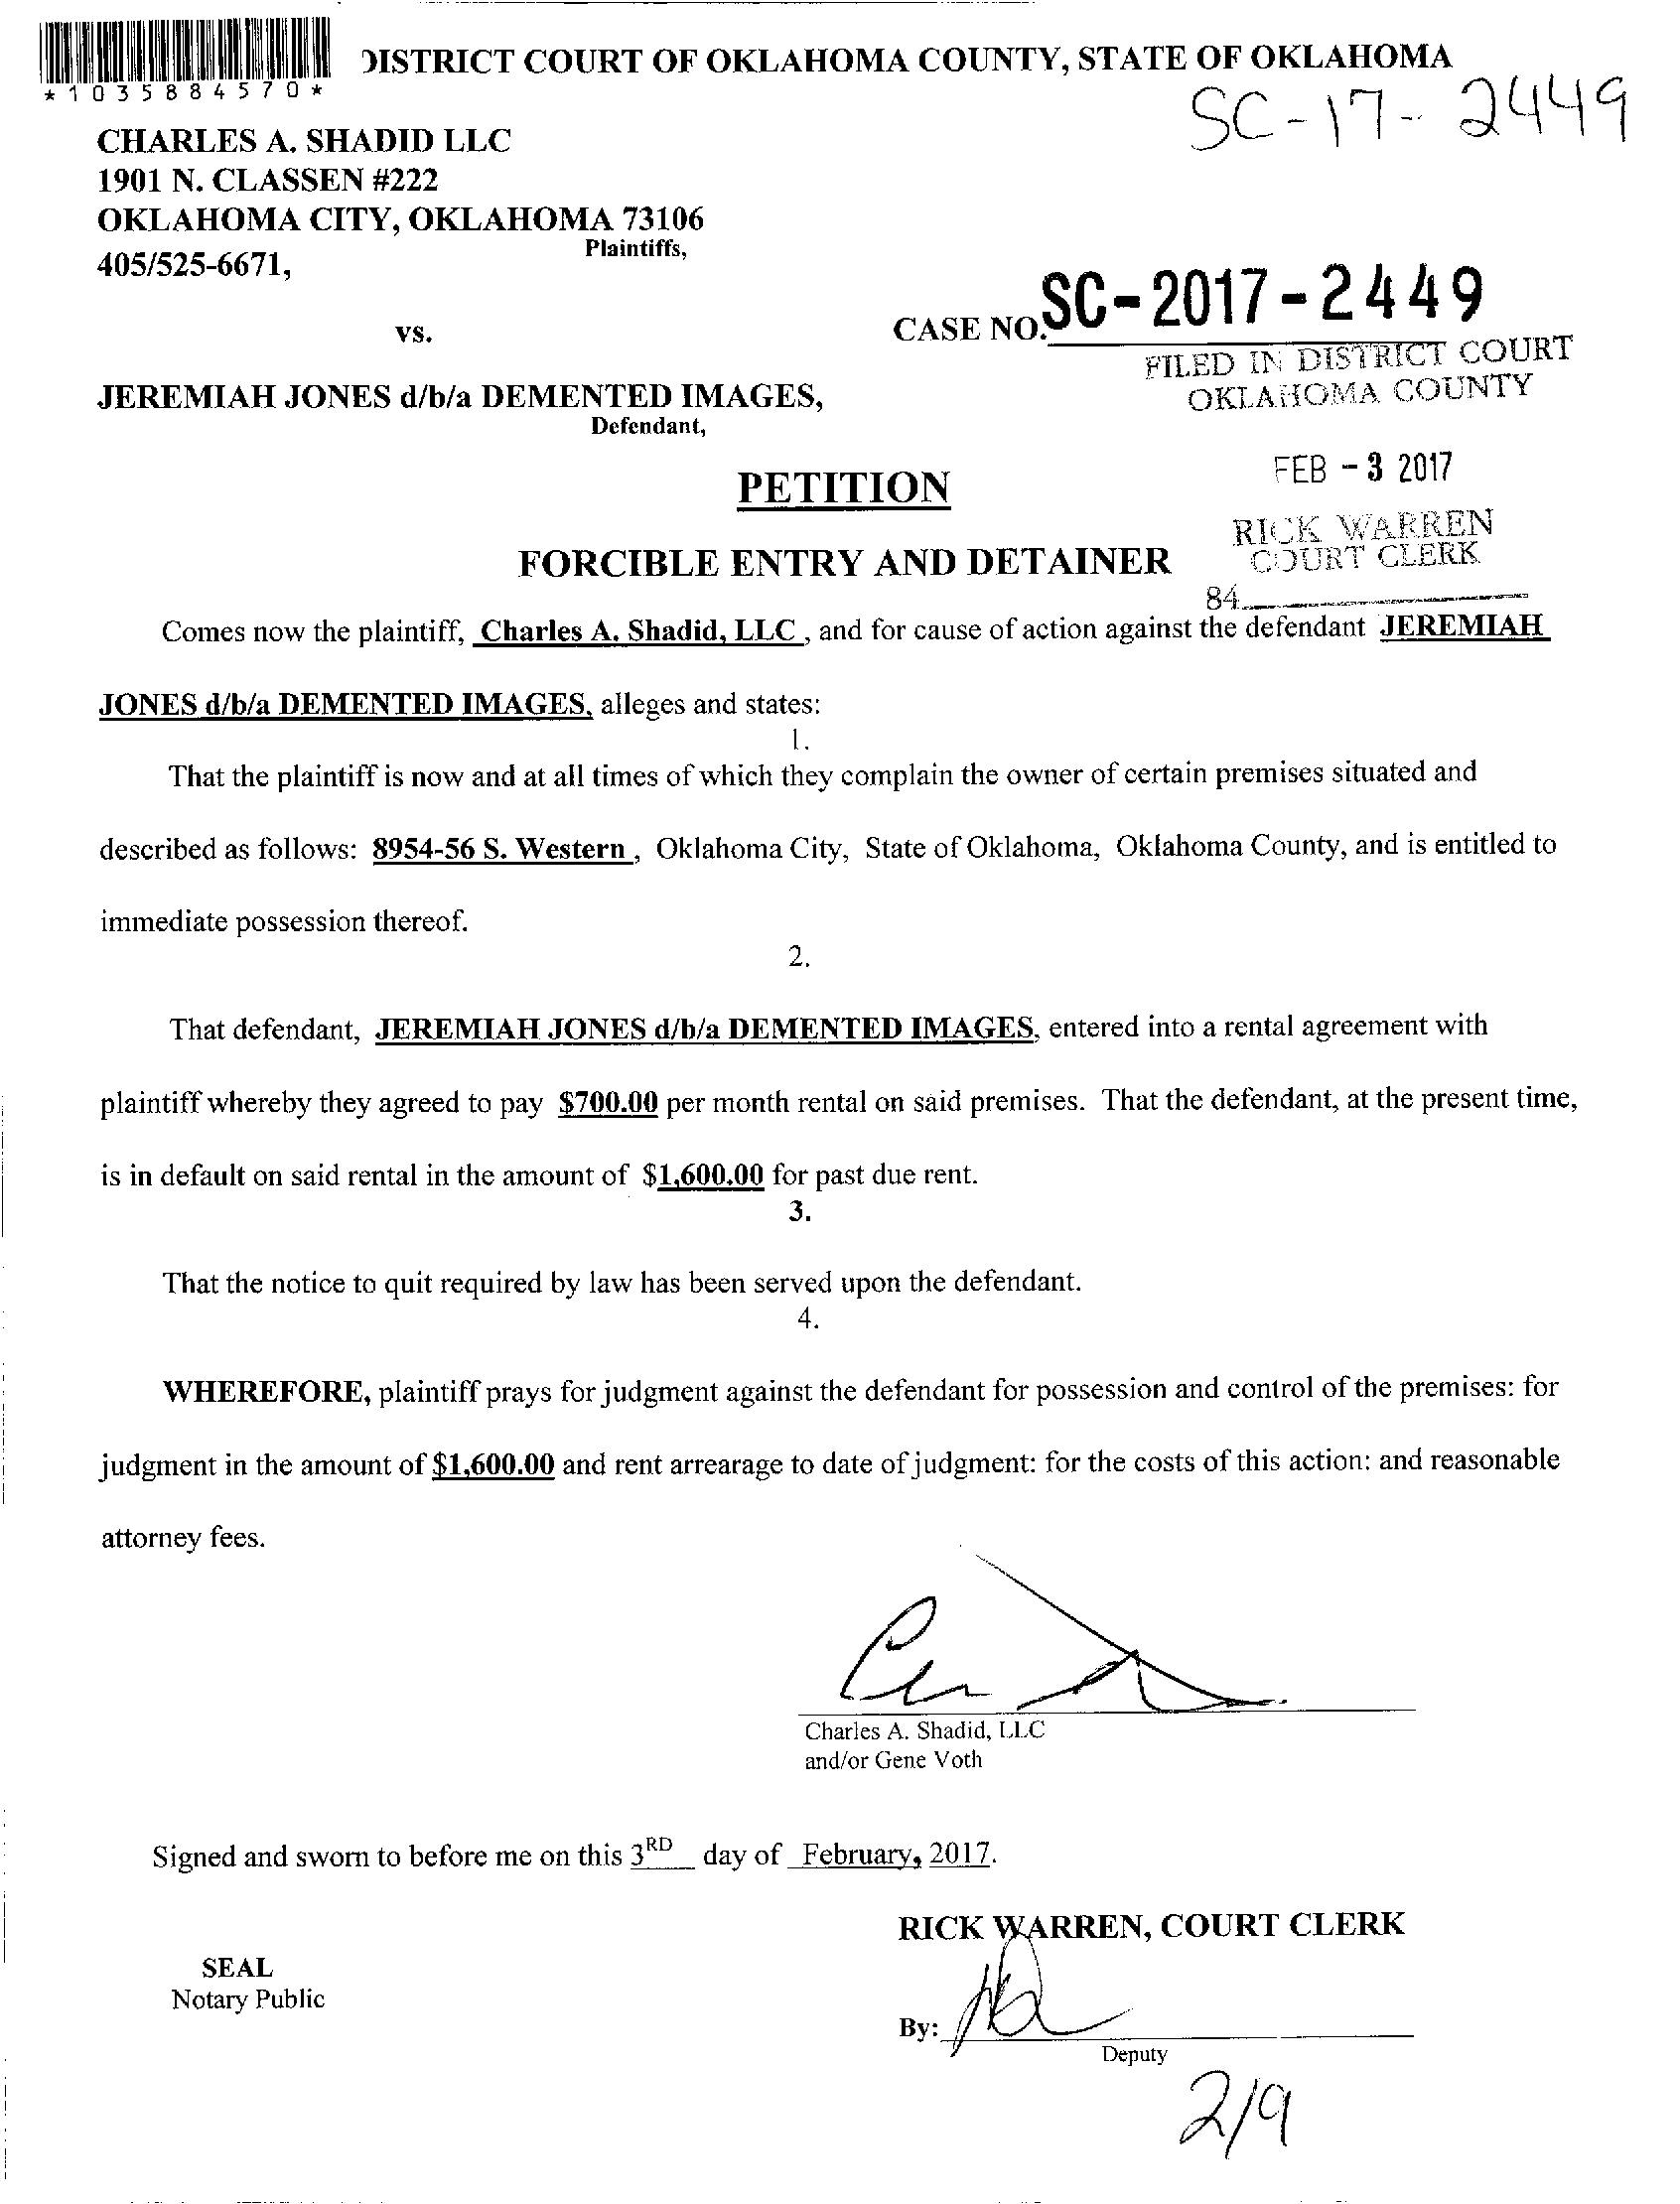 DISTRICT COURT OF OKLAHOMA COUNTY, STATE OF OKLAHOMA
*1035884570*
SC-17-2449
CHARLES A. SHADID LLC
1901 N. CLASSEN #222
OKLAHOMA CITY, OKLAHOMA 73106
Plaintiffs,
405/525-6671,
vs.
CASE NO. SC-2017-2449
FILED IN DISTRICT COURT
OKLAHOMA COUNTY
JEREMIAH JONES d/b/a DEMENTED IMAGES,
Defendant,
FEB -3 2017
PETITION
RICK WARREN
COURT CLERK
FORCIBLE ENTRY AND DETAINER
84
Comes now the plaintiff, Charles A. Shadid, LLC , and for cause of action against the defendant JEREMIAH
JONES d/b/a DEMENTED IMAGES, alleges and states:
1.
That the plaintiff is now and at all times of which they complain the owner of certain premises situated and
described as follows: 8954-56 S. Western , Oklahoma City, State of Oklahoma, Oklahoma County, and is entitled to
immediate possession thereof.
2.
That defendant, JEREMIAH JONES d/b/a DEMENTED IMAGES, entered into a rental agreement with
plaintiff whereby they agreed to pay $700.00 per month rental on said premises. That the defendant, at the present time,
is in default on said rental in the amount of $1,600.00 for past due rent.
3.
That the notice to quit required by law has been served upon the defendant.
4.
WHEREFORE, plaintiff prays for judgment against the defendant for possession and control of the premises: for
judgment in the amount of $1,600.00 and rent arrearage to date of judgment: for the costs of this action: and reasonable
attorney fees.
Charles A. Shadid, LLC
and/or Gene Voth
Signed and sworn to before me on this 3RD day of February, 2017.
RICK WARREN, COURT CLERK
SEAL
Notary Public
By:
Deputy
2/9